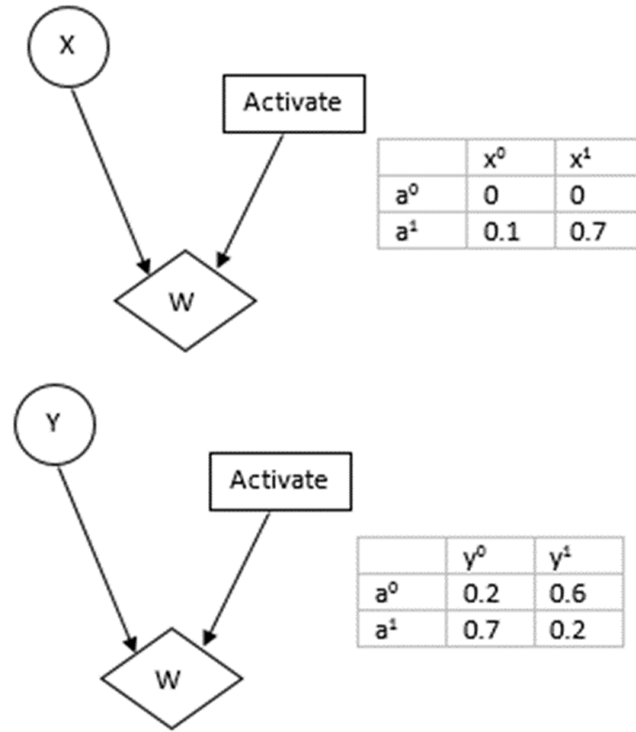 X
Activate
x⁰ x¹
a⁰ 0 0
a¹ 0.1 0.7
W
Y
Activate
y⁰ y¹
a⁰ 0.2 0.6
a¹ 0.7 0.2
W